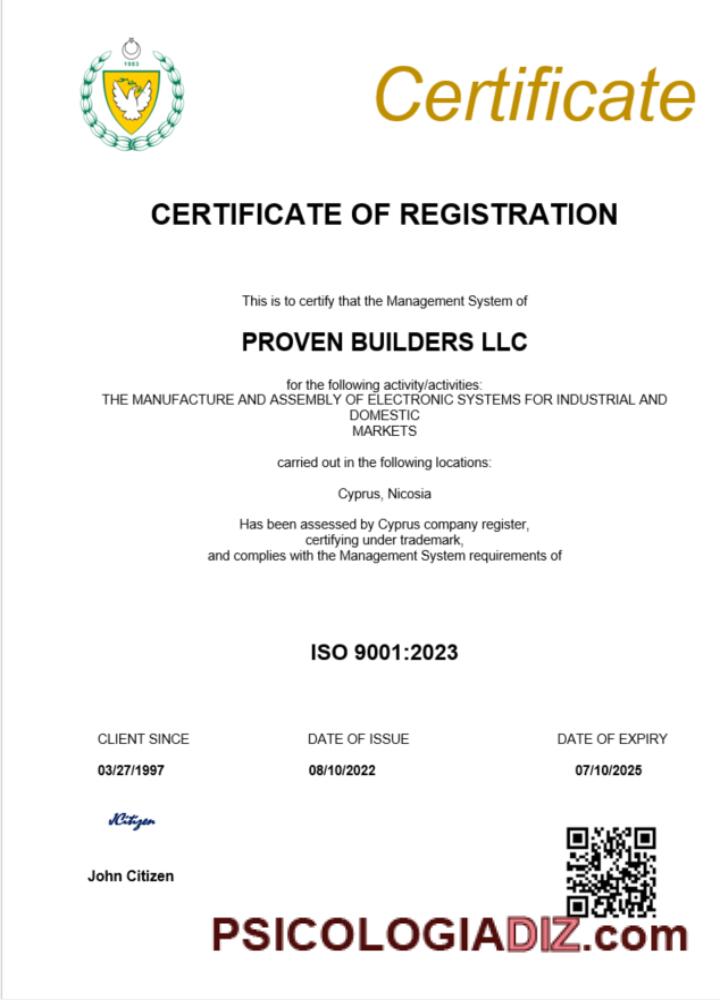 1983
Certificate
CERTIFICATE OF REGISTRATION
This is to certify that the Management System of
PROVEN BUILDERS LLC
for the following activity/activities:
THE MANUFACTURE AND ASSEMBLY OF ELECTRONIC SYSTEMS FOR INDUSTRIAL AND
DOMESTIC
MARKETS
carried out in the following locations:
Cyprus, Nicosia
Has been assessed by Cyprus company register,
certifying under trademark,
and complies with the Management System requirements of
ISO 9001:2023
CLIENT SINCE DATE OF ISSUE DATE OF EXPIRY
03/27/1997 08/10/2022 07/10/2025
JCitizen
John Citizen
PSICOLOGIADIZ.com